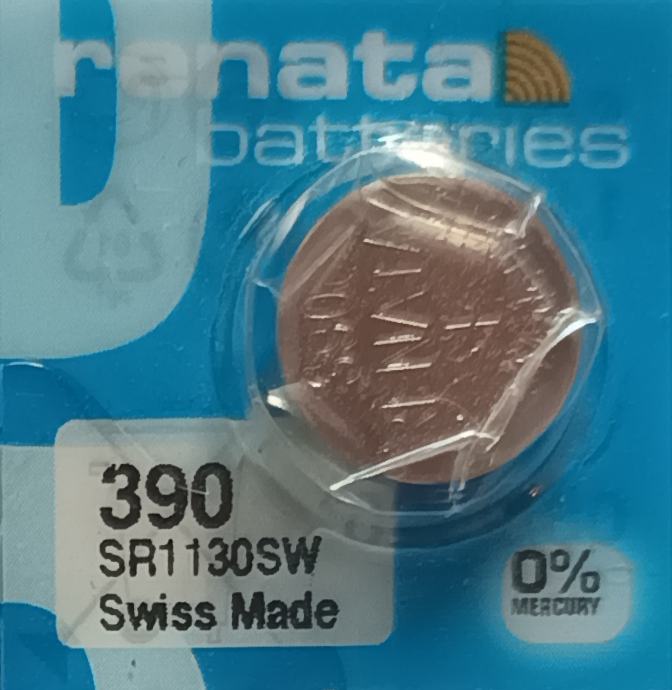 renata
batteries
+
390
SR1130SW
Swiss Made
0%
MERCURY